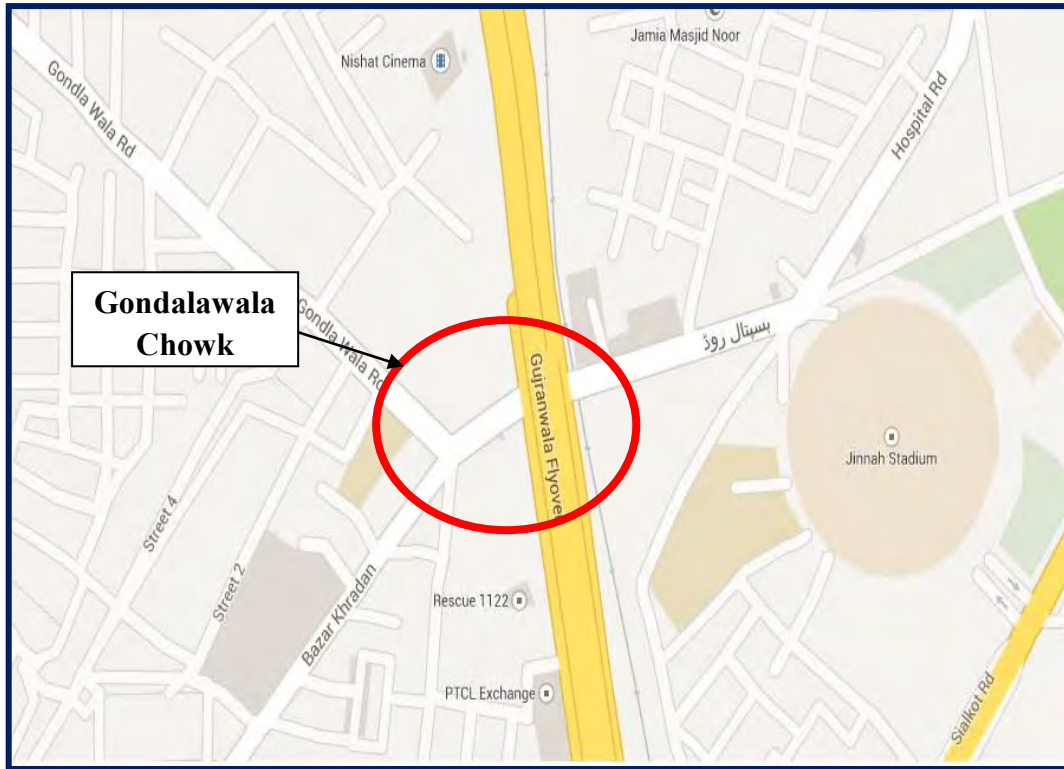 Nishat Cinema
Jamia Masjid Noor
Gondla Wala Rd
Hospital Rd
Gondalawala
Chowk
Gondla Wala Rd
ہسپتال روڈ
Gujranwala Flyover
Jinnah Stadium
Street 4
Street 2
Bazar Khradan
Rescue 1122
PTCL Exchange
Sialkot Rd